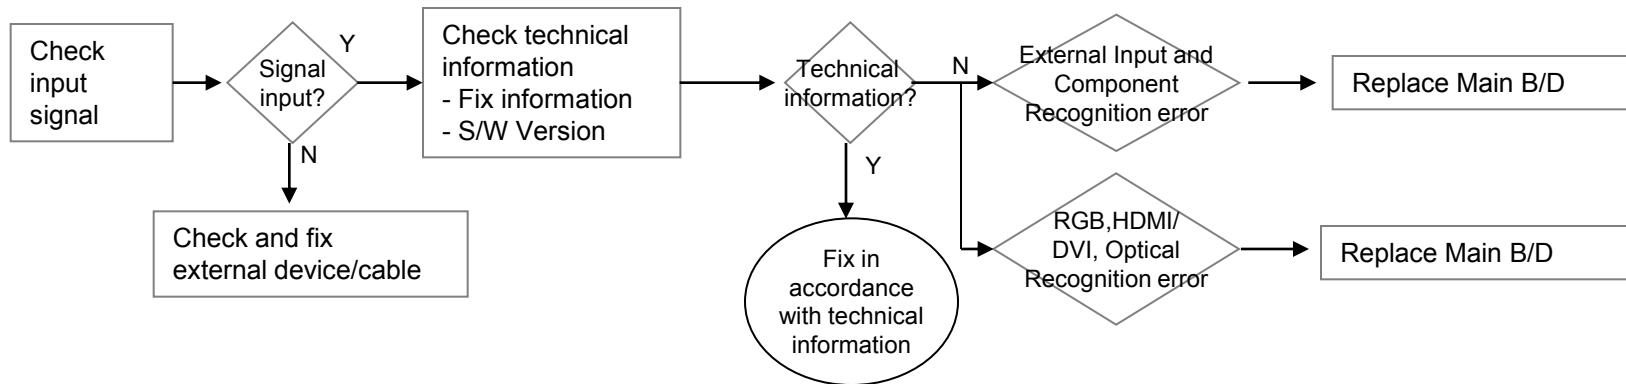 Check
input
signal
Signal
input?
Y
N
Check and fix
external device/cable
Check technical
information
- Fix information
- S/W Version
Technical
information?
N
Y
Fix in
accordance
with technical
information
External Input and
Component
Recognition error
Replace Main B/D
RGB,HDMI/
DVI, Optical
Recognition error
Replace Main B/D